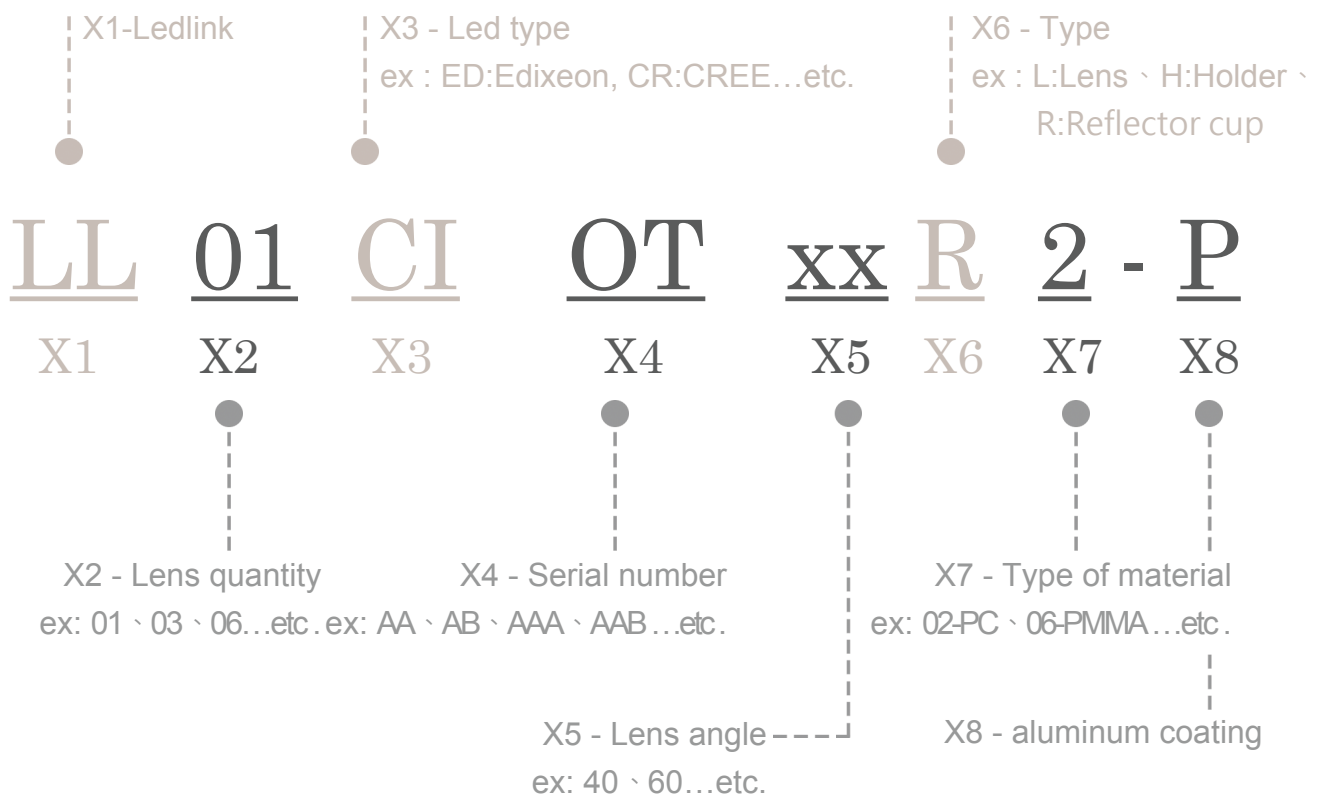 X1-Ledlink
X3 - Led type
ex : ED:Edixeon, CR:CREE…etc.
X6 - Type
ex : L:Lens、H:Holder、
R:Reflector cup
LL 01 CI OT xx R 2 - P
X1 X2 X3 X4 X5 X6 X7 X8
X2 - Lens quantity
ex: 01、03、06…etc.
X4 - Serial number
ex: AA、AB、AAA、AAB…etc.
X7 - Type of material
ex: 02-PC、06-PMMA…etc.
X5 - Lens angle
ex: 40、60…etc.
X8 - aluminum coating